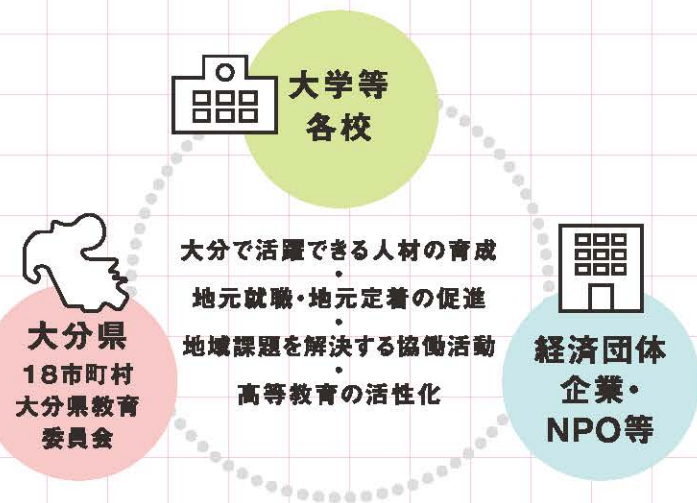 大学等
各校
大分で活躍できる人材の育成
・
地元就職・地元定着の促進
・
地域課題を解決する協働活動
・
高等教育の活性化
大分県
18市町村
大分県教育
委員会
経済団体
企業・
NPO等